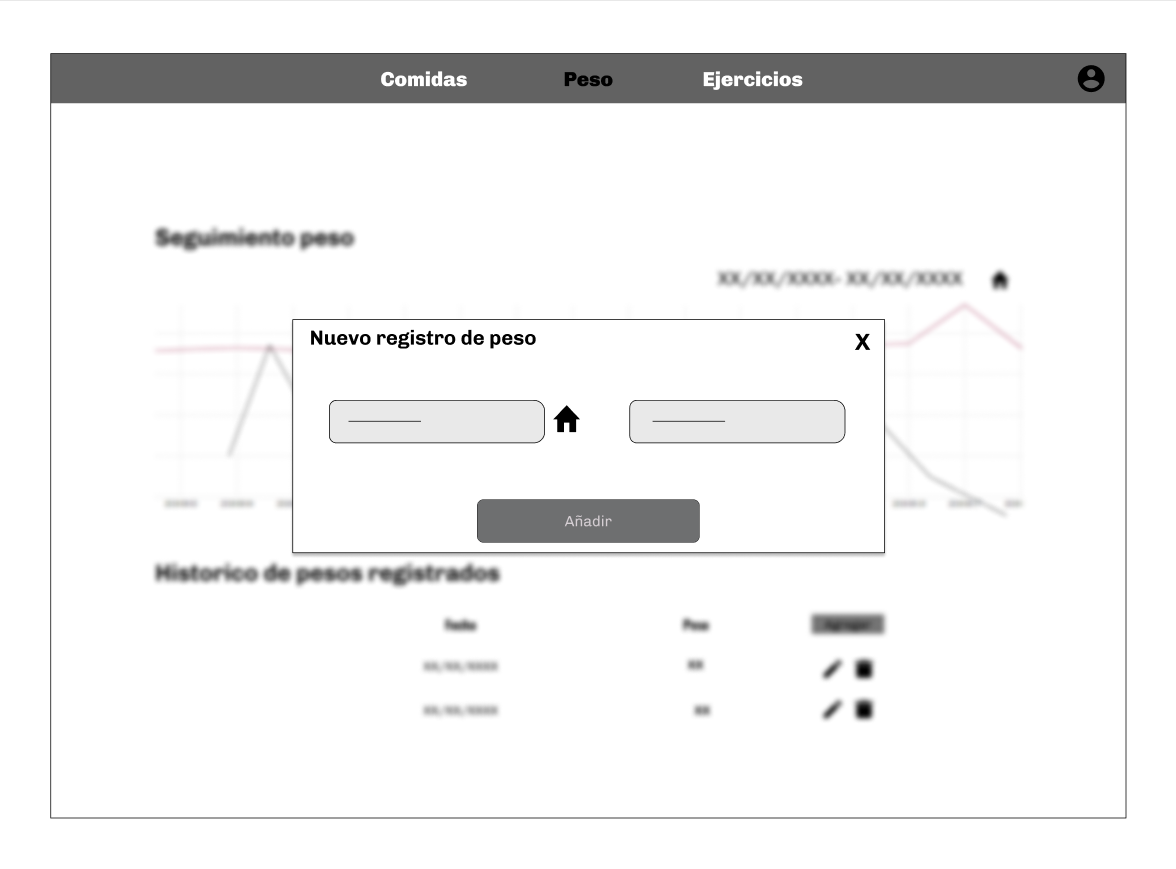 Comidas Peso Ejercicios
Seguimiento peso
XX/XX/XXXX- XX/XX/XXXX
Nuevo registro de peso X
Añadir
Historico de pesos registrados
Fecha Peso Agregar
XX/XX/XXXX XX
XX/XX/XXXX XX